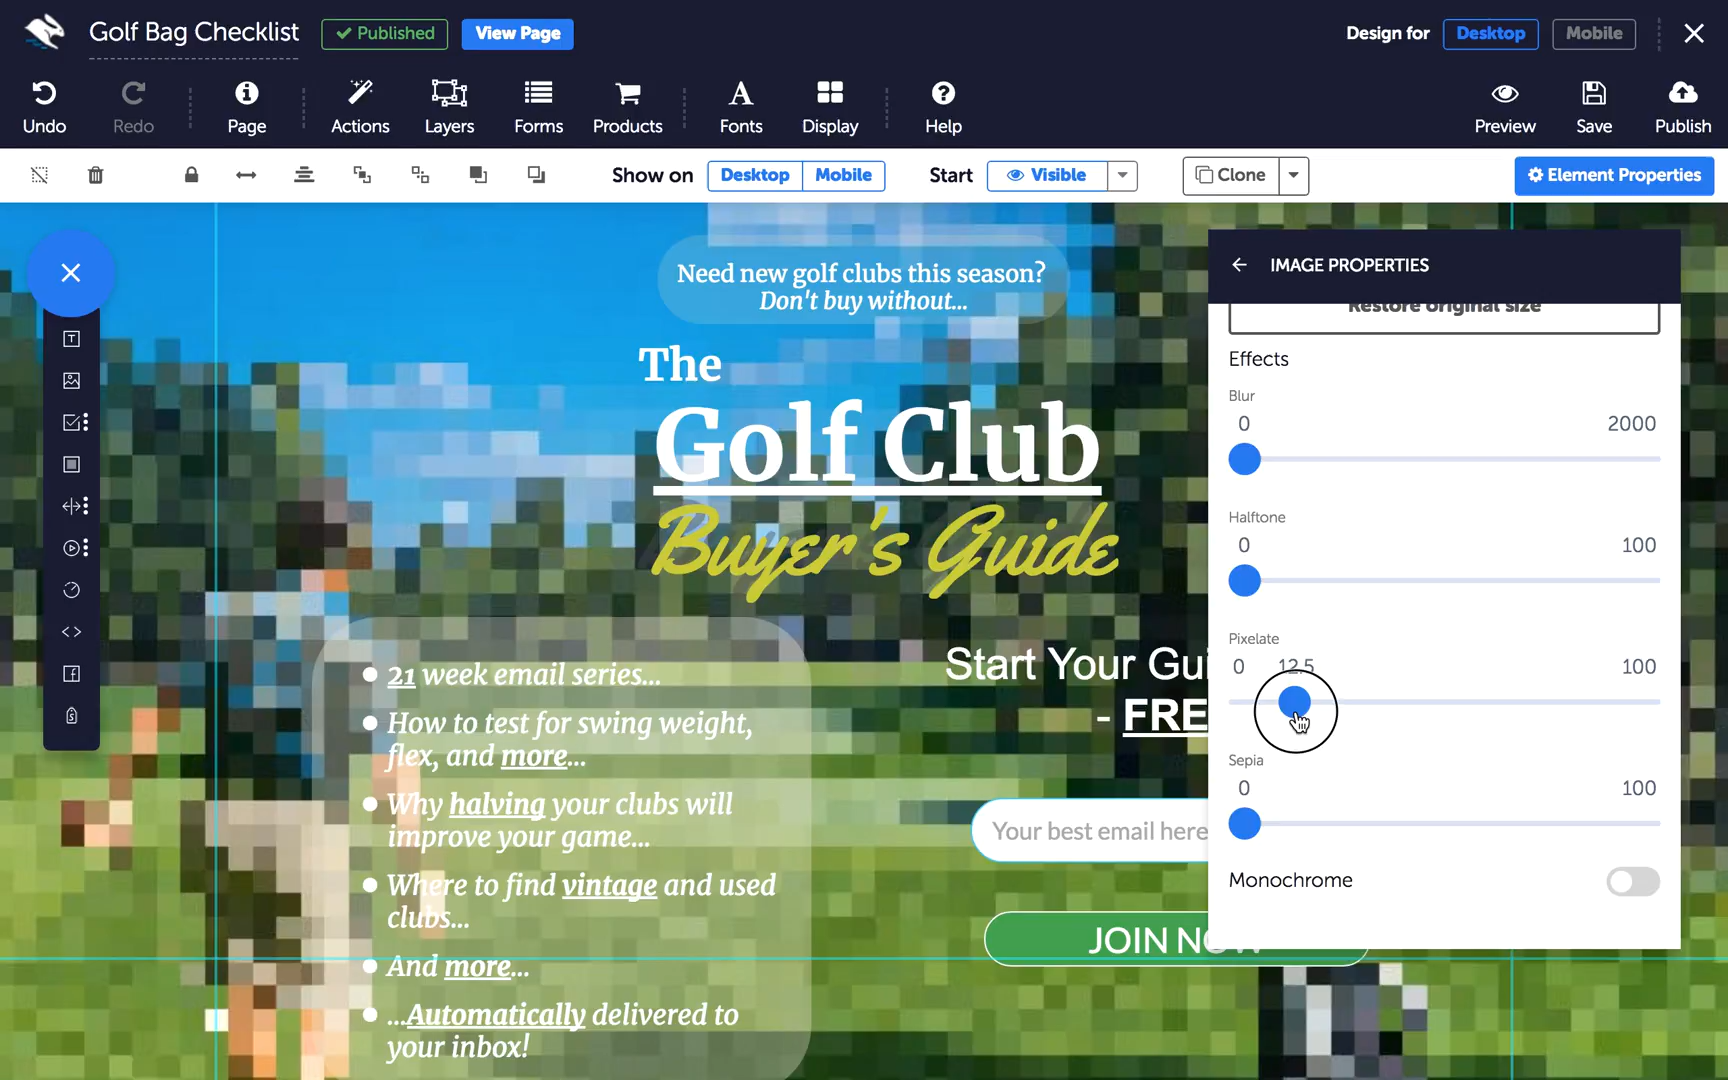 Golf Bag Checklist
Published
View Page
Design for
Desktop
Mobile
Undo
Redo
Page
Actions
Layers
Forms
Products
Fonts
Display
Help
Preview
Save
Publish
Show on
Desktop
Mobile
Start
Visible
Clone
Element Properties
Need new golf clubs this season?
Don't buy without...
The
Golf Club
Buyer's Guide
21 week email series...
How to test for swing weight,
flex, and more...
Why halving your clubs will
improve your game...
Where to find vintage and used
clubs...
And more...
...Automatically delivered to
your inbox!
Start Your Gui
- FRE
Your best email here
JOIN NOW
IMAGE PROPERTIES
Restore original size
Effects
Blur
0 2000
Halftone
0 100
Pixelate
0 12.5 100
Sepia
0 100
Monochrome